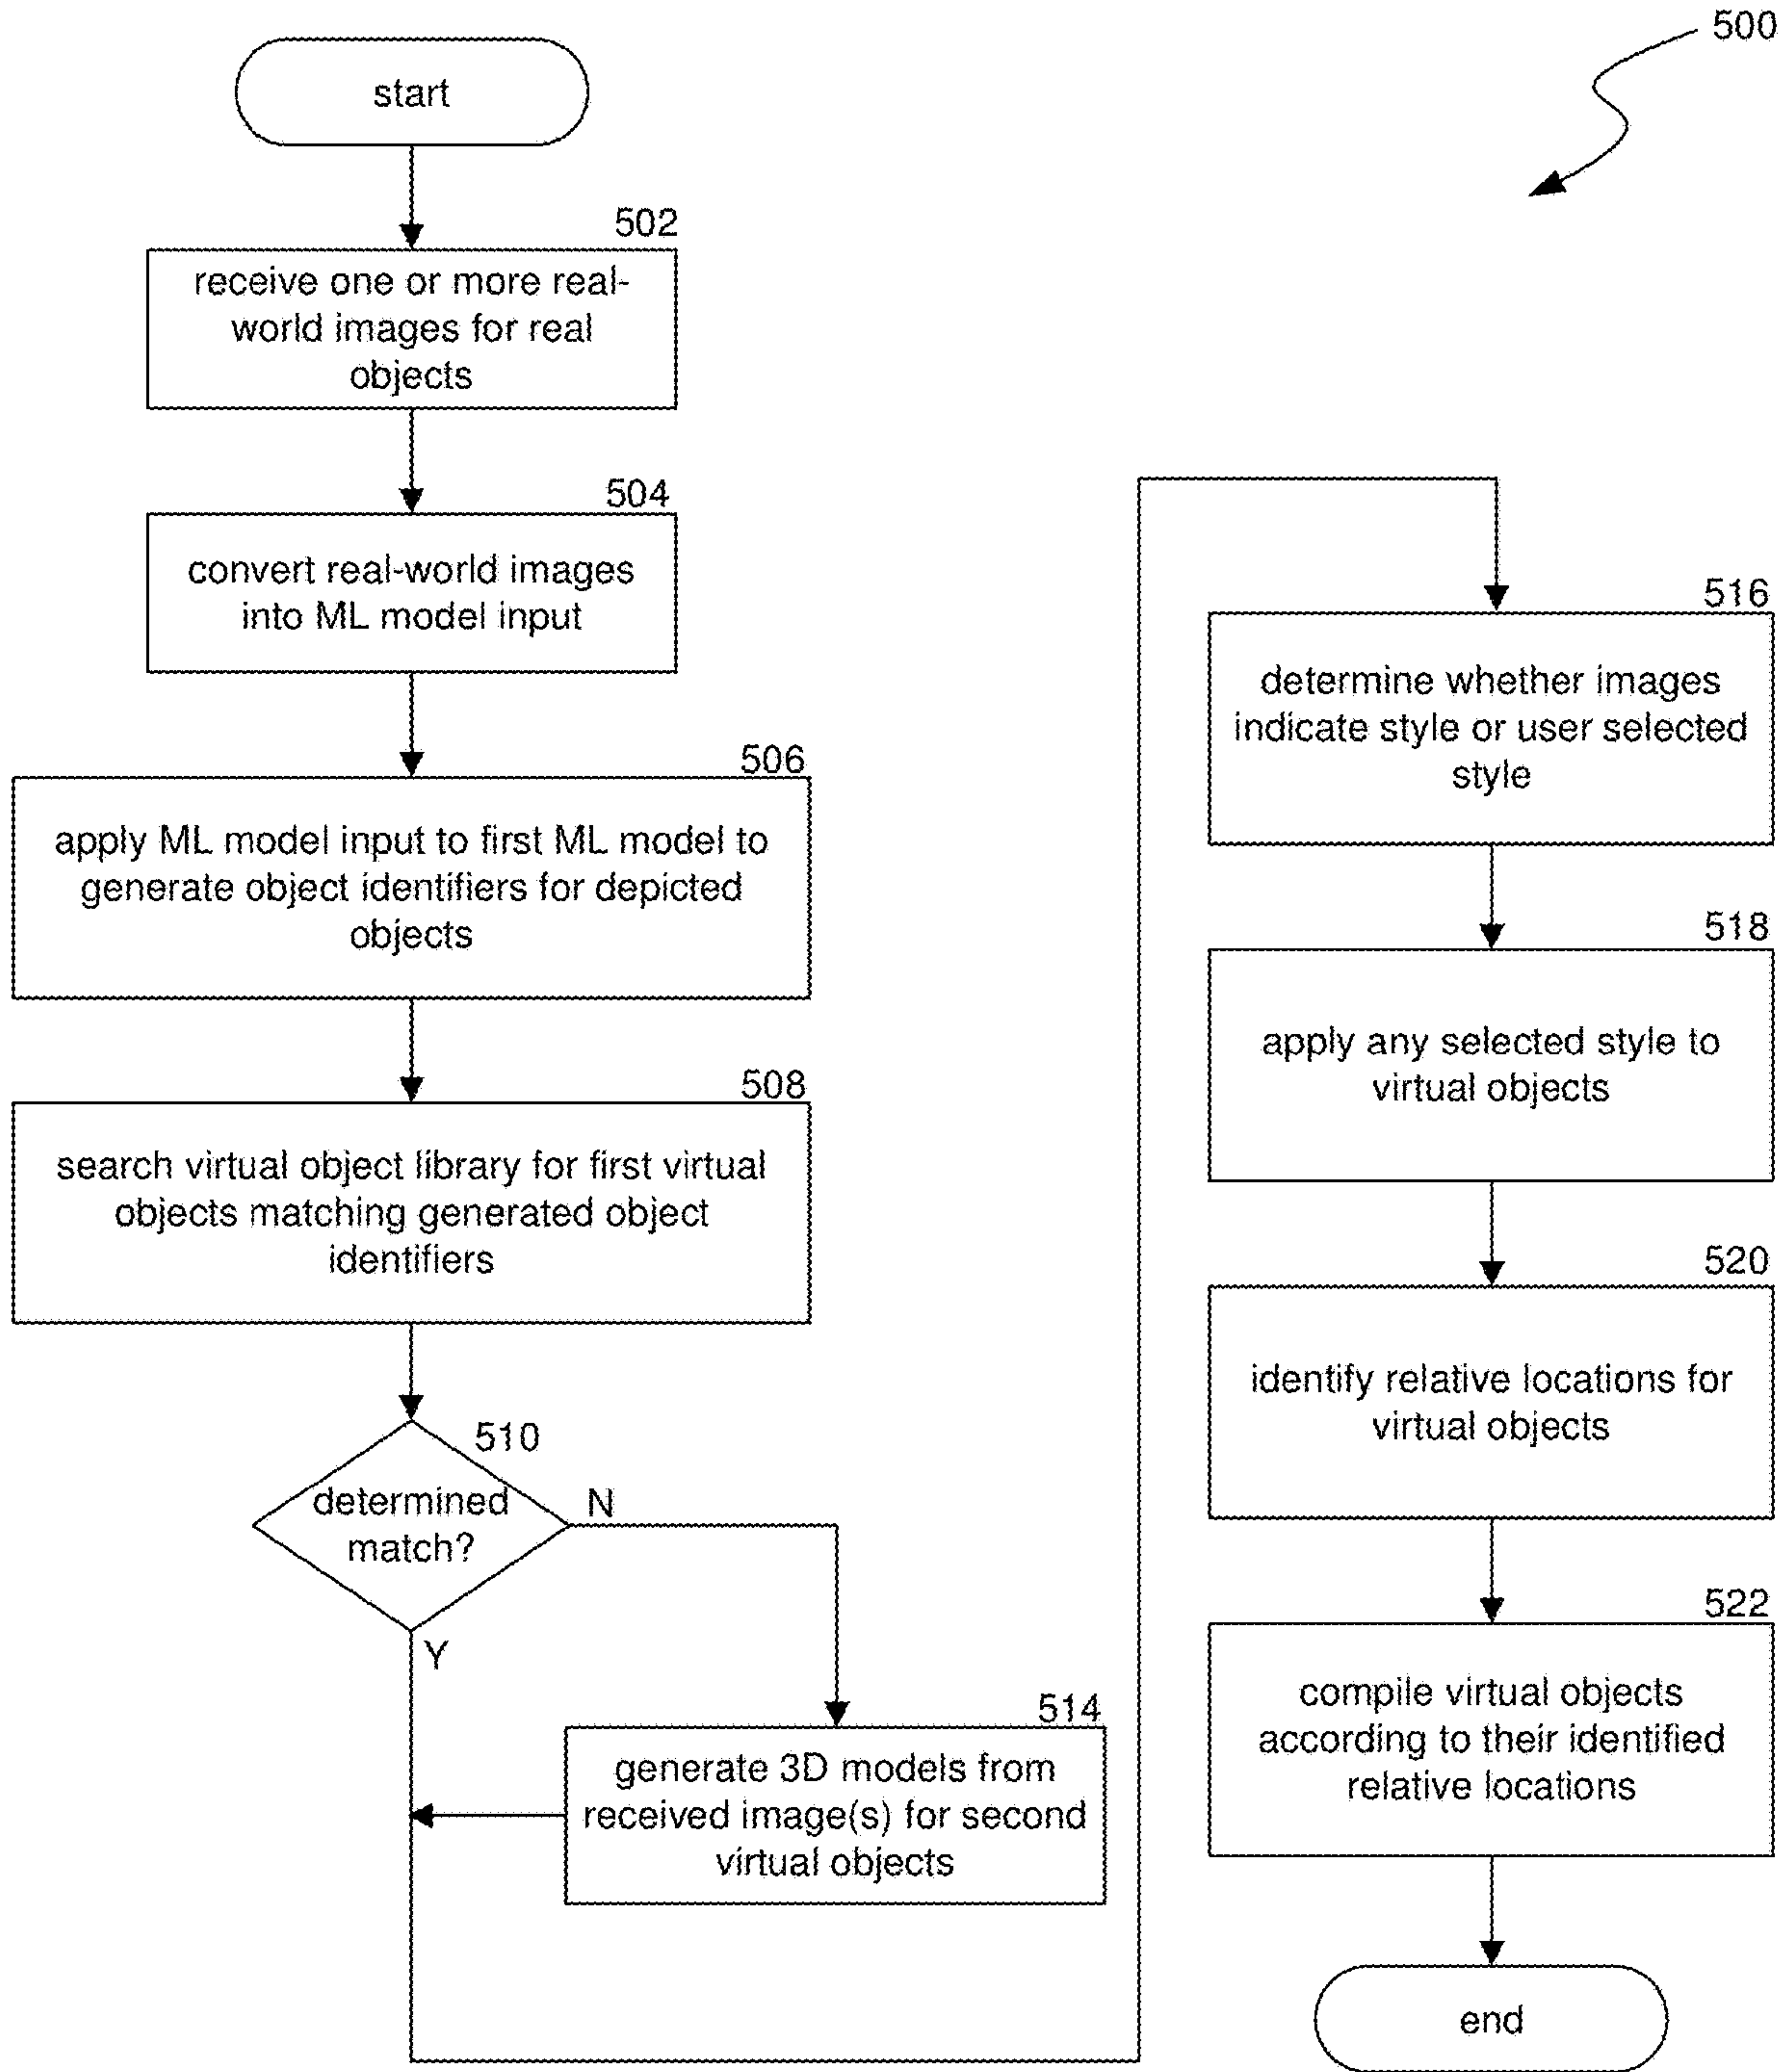 500
start
502
receive one or more real-
world images for real
objects
504
convert real-world images
into ML model input
506
apply ML model input to first ML model to
generate object identifiers for depicted
objects
508
search virtual object library for first virtual
objects matching generated object
identifiers
510
determined
match?
N
Y
514
generate 3D models from
received image(s) for second
virtual objects
516
determine whether images
indicate style or user selected
style
518
apply any selected style to
virtual objects
520
identify relative locations for
virtual objects
522
compile virtual objects
according to their identified
relative locations
end